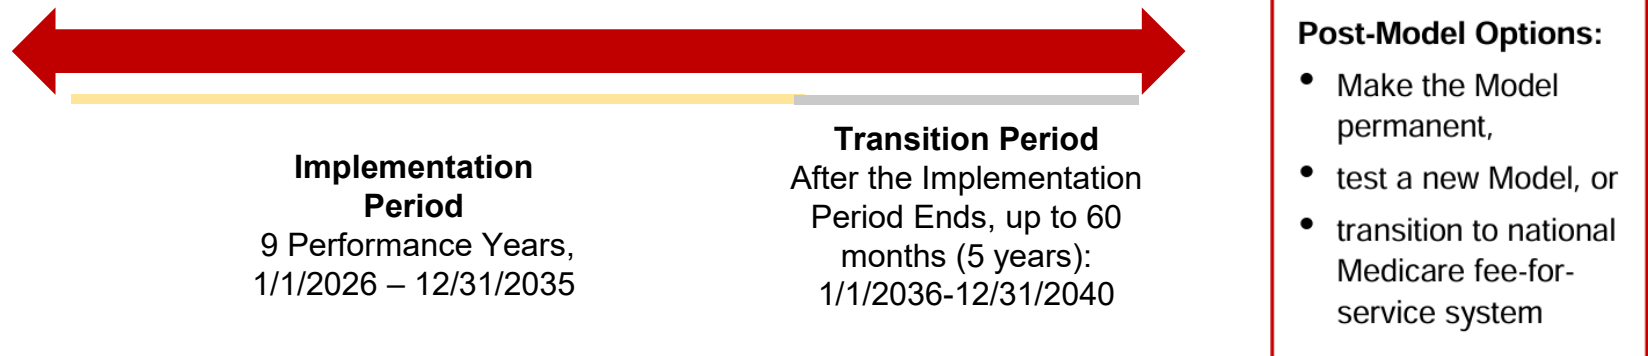 Implementation
Period
9 Performance Years,
1/1/2026 – 12/31/2035
Transition Period
After the Implementation
Period Ends, up to 60
months (5 years):
1/1/2036-12/31/2040
Post-Model Options:
• Make the Model
permanent,
• test a new Model, or
• transition to national
Medicare fee-for-
service system